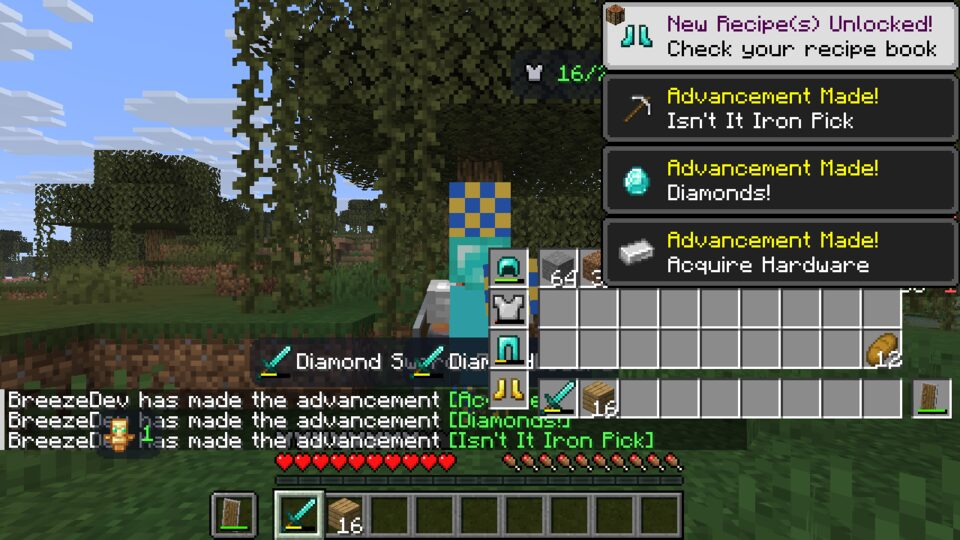 New Recipe(s) Unlocked!
Check your recipe book
16/
Advancement Made!
Isn't It Iron Pick
Advancement Made!
Diamonds!
Advancement Made!
Acquire Hardware
64
12
Diamond
16
BreezeDev has made the advancement
BreezeDev has made the advancement [Diamonds!]
has made the advancement [Isn't It Iron Pick]
1
16